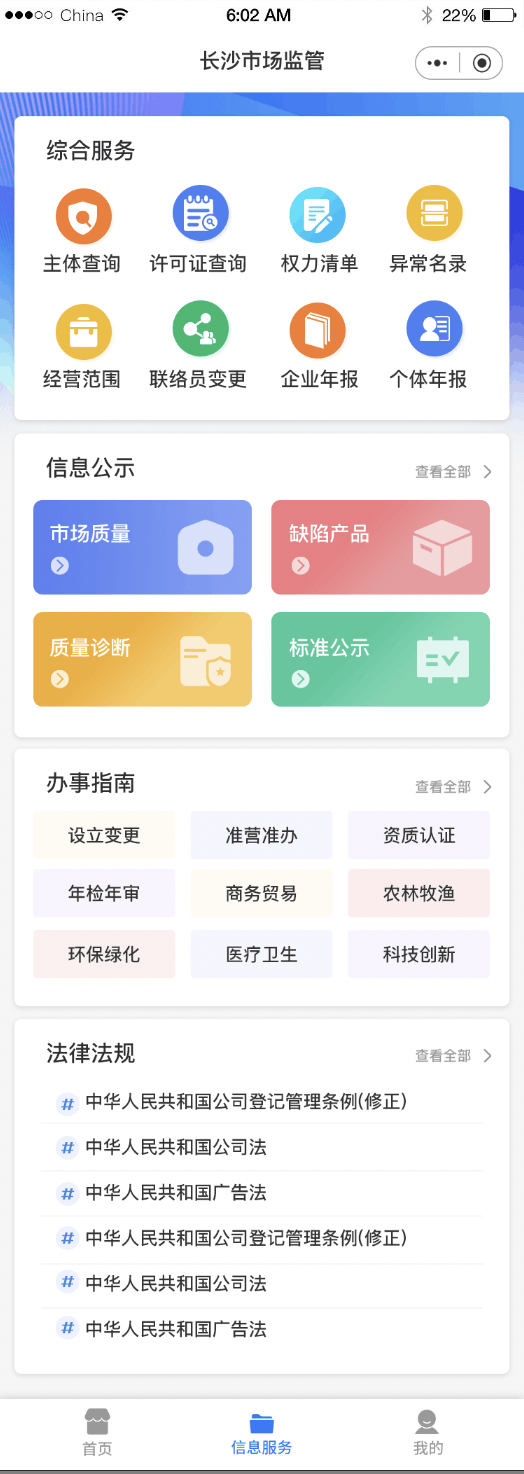 China 6:02 AM 22%
长沙市场监管
综合服务
主体查询 许可证查询 权力清单 异常名录
经营范围 联络员变更 企业年报 个体年报
信息公示 查看全部
市场质量 缺陷产品
质量诊断 标准公示
办事指南 查看全部
设立变更 准营准办 资质认证
年检年审 商务贸易 农林牧渔
环保绿化 医疗卫生 科技创新
法律法规 查看全部
# 中华人民共和国公司登记管理条例(修正)
# 中华人民共和国公司法
# 中华人民共和国广告法
# 中华人民共和国公司登记管理条例(修正)
# 中华人民共和国公司法
# 中华人民共和国广告法
首页 信息服务 我的